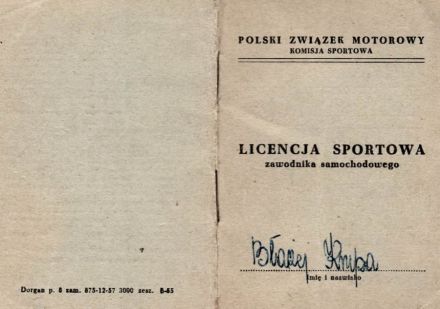 POLSKI ZWIĄZEK MOTOROWY
KOMISJA SPORTOWA
LICENCJA SPORTOWA
zawodnika samochodowego
Błażej Krupa
imię i nazwisko
Dorgan p. 8 zam. 875-12-57 3000 zesz. 8-65